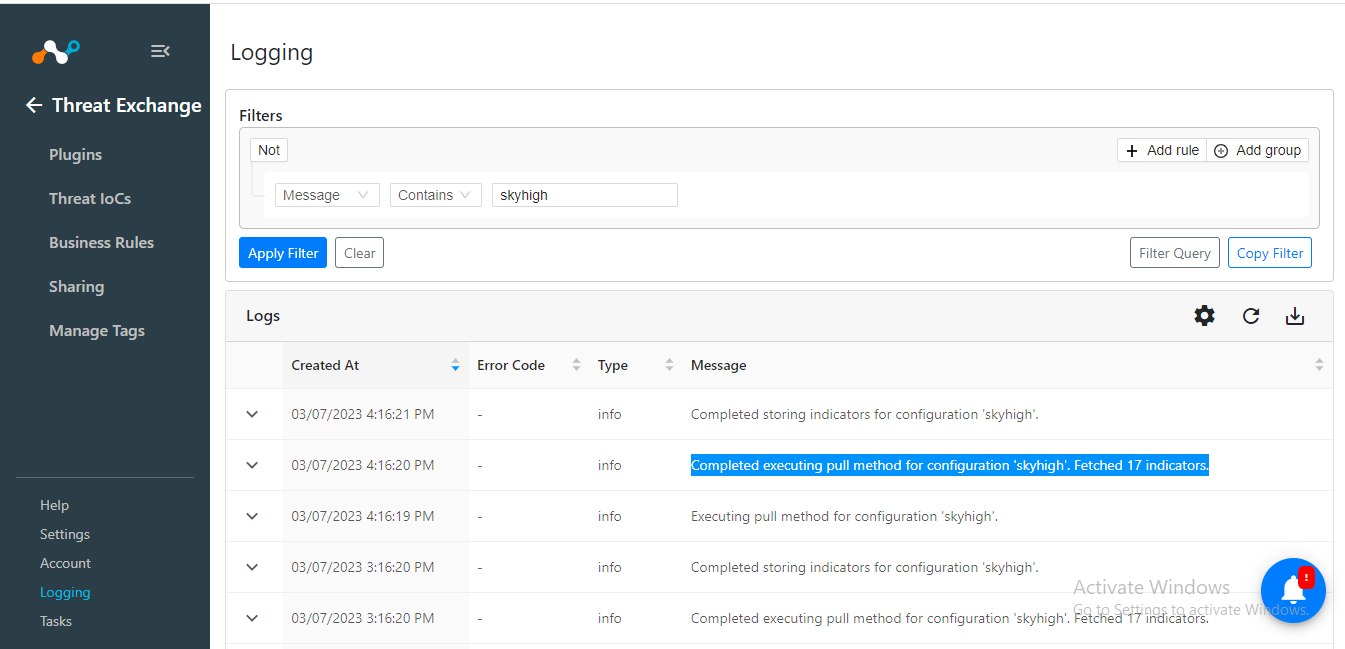 Threat Exchange
Plugins
Threat IoCs
Business Rules
Sharing
Manage Tags
Help
Settings
Account
Logging
Tasks
Logging
Filters
Not
Add rule
Add group
Message
Contains
skyhigh
Apply Filter
Clear
Filter Query
Copy Filter
Logs
Created At Error Code Type Message
03/07/2023 4:16:21 PM - info Completed storing indicators for configuration 'skyhigh'.
03/07/2023 4:16:20 PM - info Completed executing pull method for configuration 'skyhigh'. Fetched 17 indicators.
03/07/2023 4:16:19 PM - info Executing pull method for configuration 'skyhigh'.
03/07/2023 3:16:20 PM - info Completed storing indicators for configuration 'skyhigh'.
03/07/2023 3:16:20 PM - info Completed executing pull method for configuration 'skyhigh'. Fetched 17 indicators.
Activate Windows
Go to Settings to activate Windows.
!